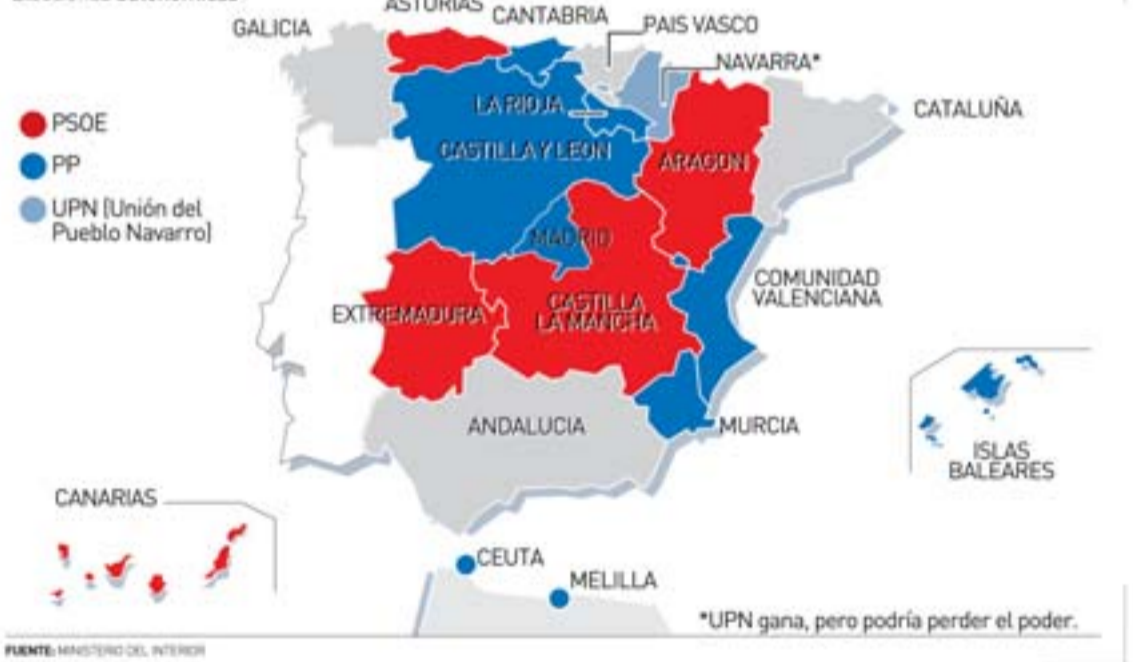 ASTURIAS
CANTABRIA
GALICIA
PAIS VASCO
NAVARRA*
LA RIOJA
CATALUÑA
PSOE
CASTILLA Y LEON
ARAGON
PP
UPN (Unión del
Pueblo Navarro)
MADRID
COMUNIDAD
VALENCIANA
EXTREMADURA
CASTILLA
LA MANCHA
ANDALUCIA
MURCIA
ISLAS
BALEARES
CANARIAS
CEUTA
MELILLA
*UPN gana, pero podría perder el poder.
FUENTE: MINISTERIO DEL INTERIOR